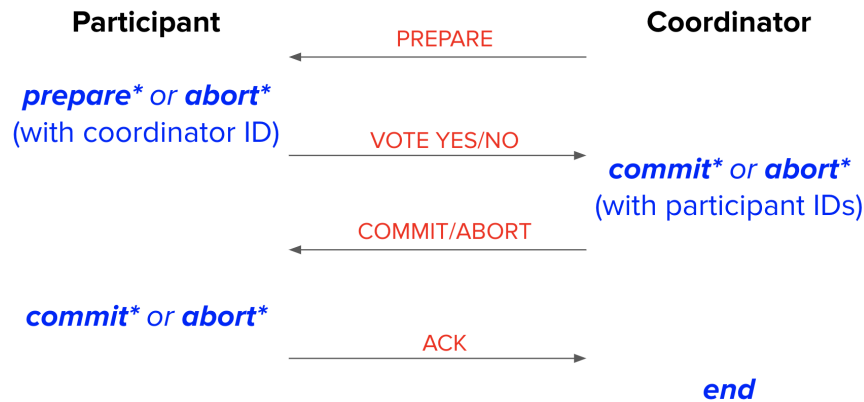 Participant
Coordinator
PREPARE
prepare* or abort*
(with coordinator ID)
VOTE YES/NO
commit* or abort*
(with participant IDs)
COMMIT/ABORT
commit* or abort*
ACK
end